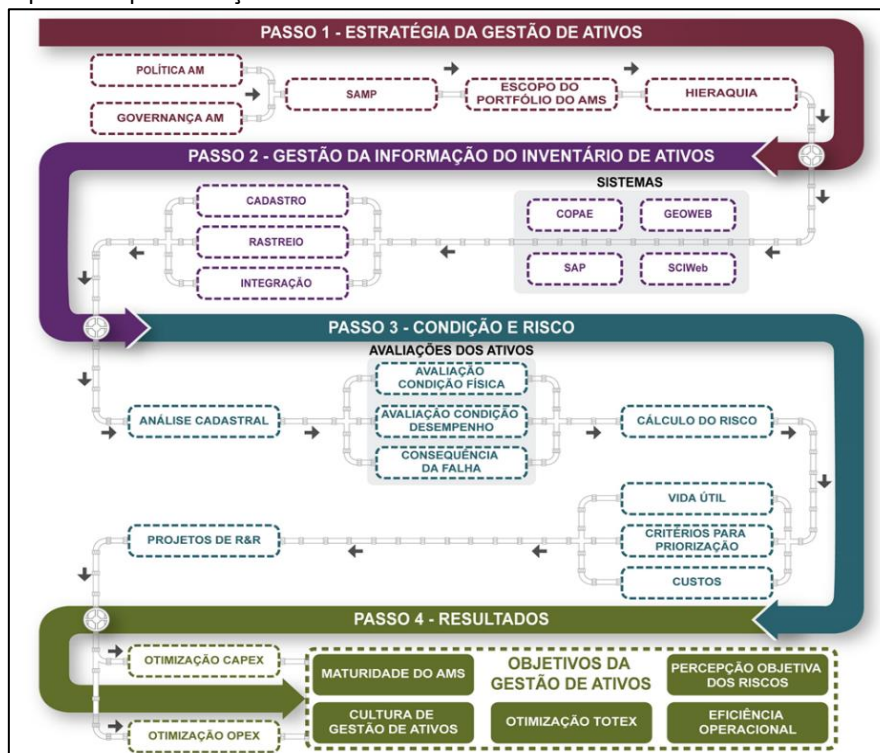 PASSO 1 - ESTRATÉGIA DA GESTÃO DE ATIVOS
POLÍTICA AM
GOVERNANÇA AM
SAMP
ESCOPO DO
PORTFÓLIO DO AMS
HIERAQUIA
PASSO 2 - GESTÃO DA INFORMAÇÃO DO INVENTÁRIO DE ATIVOS
SISTEMAS
COPAE
GEOWEB
SAP
SCIWeb
CADASTRO
RASTREIO
INTEGRAÇÃO
PASSO 3 - CONDIÇÃO E RISCO
AVALIAÇÕES DOS ATIVOS
ANÁLISE CADASTRAL
AVALIAÇÃO
CONDIÇÃO FÍSICA
AVALIAÇÃO CONDIÇÃO
DESEMPENHO
CONSEQUÊNCIA
DA FALHA
CÁLCULO DO RISCO
VIDA ÚTIL
CRITÉRIOS PARA
PRIORIZAÇÃO
CUSTOS
PROJETOS DE R&R
PASSO 4 - RESULTADOS
OTIMIZAÇÃO CAPEX
OTIMIZAÇÃO OPEX
OBJETIVOS DA
GESTÃO DE ATIVOS
MATURIDADE DO AMS
PERCEPÇÃO OBJETIVA
DOS RISCOS
CULTURA DE
GESTÃO DE ATIVOS
OTIMIZAÇÃO TOTEX
EFICIÊNCIA
OPERACIONAL